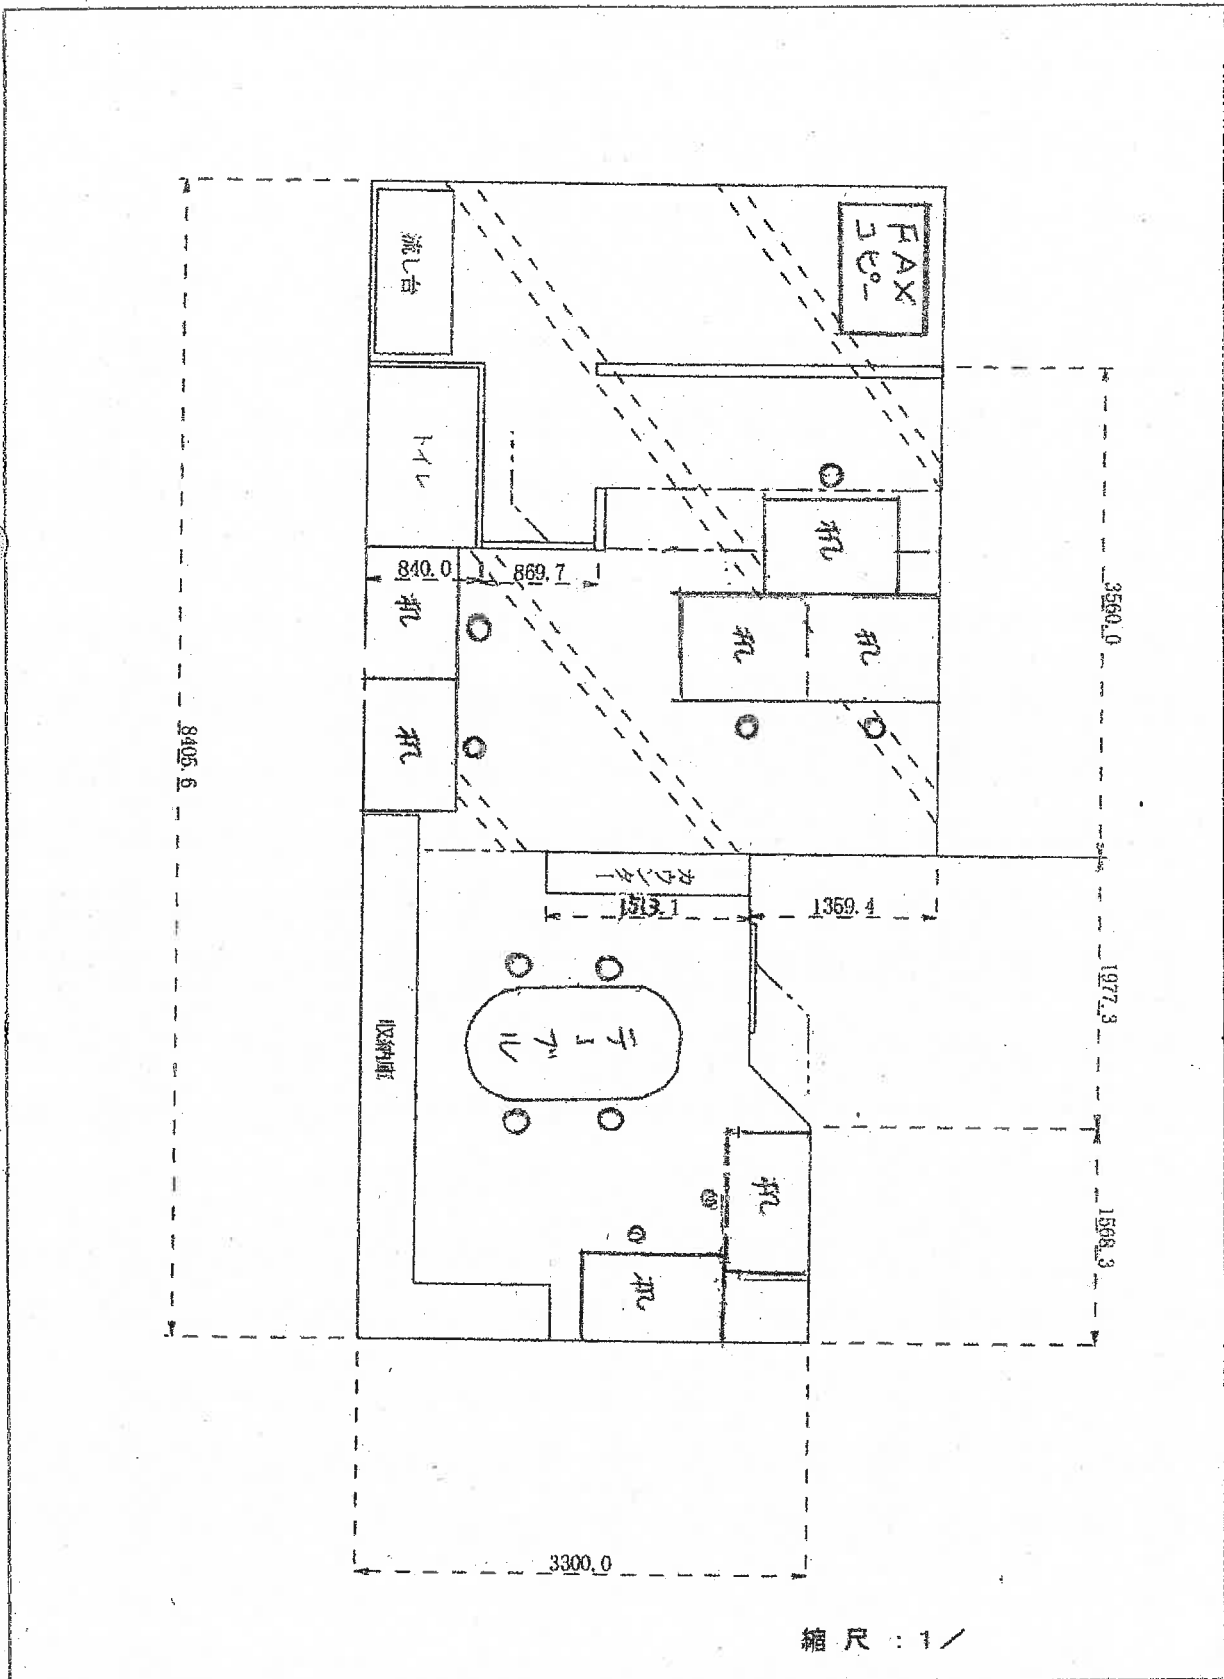 FAX
コピー
流し台
トイレ
840.0
869.7
机
机
机
机
机
3560.0
8405.6
カウンター
1513.1
1359.4
1977.3
テーブル
収納庫
机
机
1568.3
3300.0
縮尺:1/